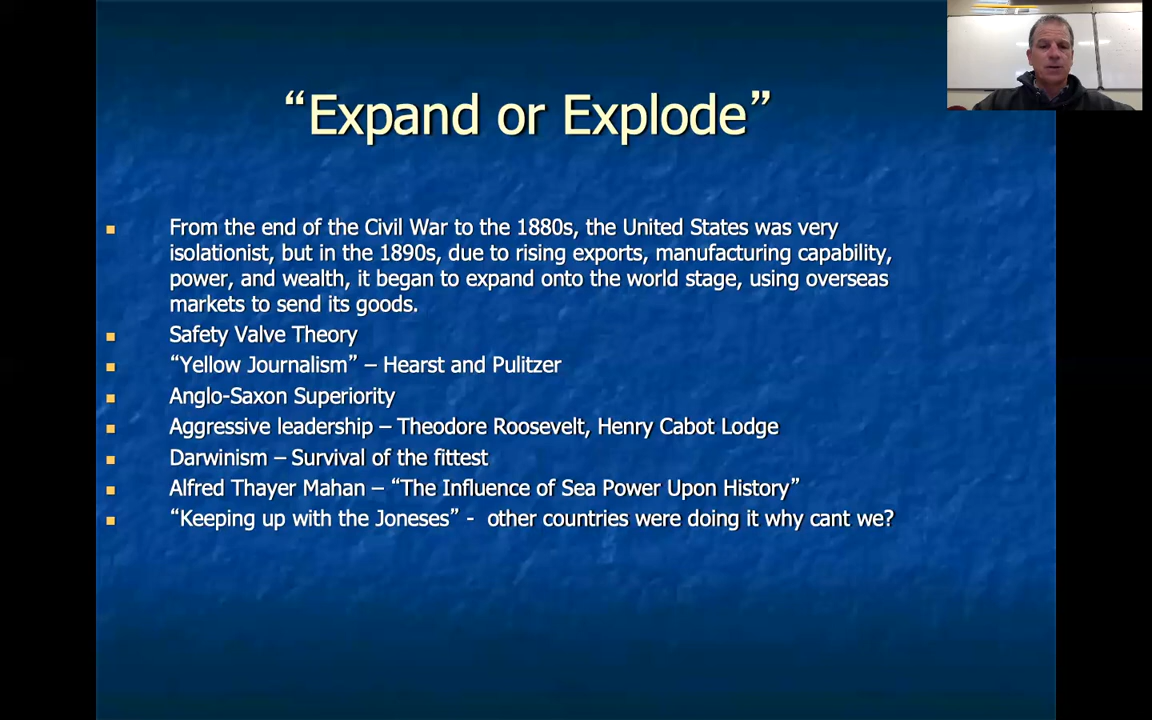 “Expand or Explode”
From the end of the Civil War to the 1880s, the United States was very
isolationist, but in the 1890s, due to rising exports, manufacturing capability,
power, and wealth, it began to expand onto the world stage, using overseas
markets to send its goods.
Safety Valve Theory
“Yellow Journalism” – Hearst and Pulitzer
Anglo-Saxon Superiority
Aggressive leadership – Theodore Roosevelt, Henry Cabot Lodge
Darwinism – Survival of the fittest
Alfred Thayer Mahan – “The Influence of Sea Power Upon History”
“Keeping up with the Joneses” - other countries were doing it why cant we?